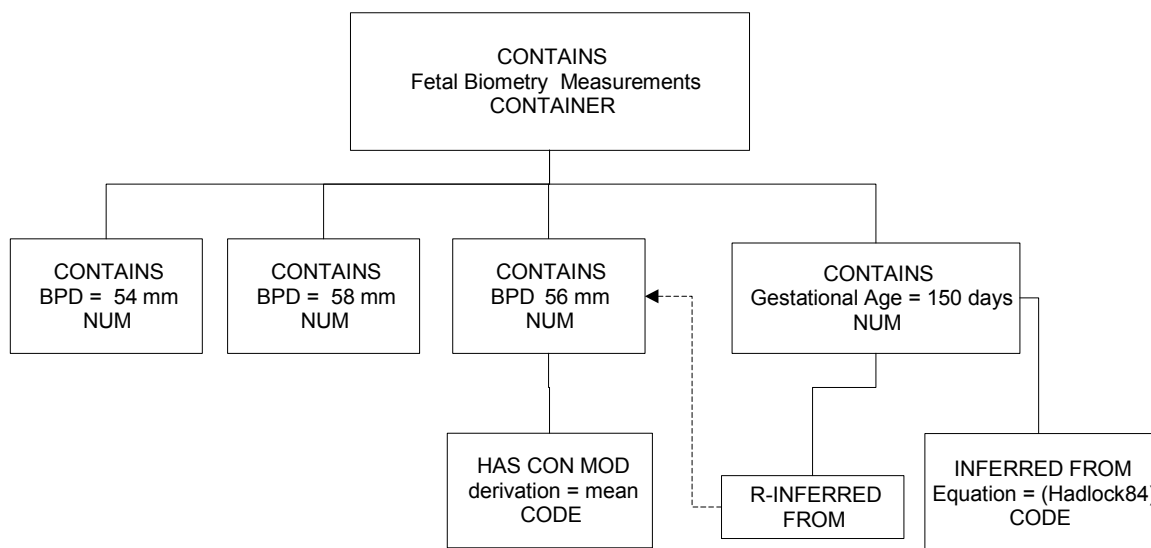 CONTAINS
Fetal Biometry Measurements
CONTAINER
CONTAINS
BPD = 54 mm
NUM
CONTAINS
BPD = 58 mm
NUM
CONTAINS
BPD 56 mm
NUM
CONTAINS
Gestational Age = 150 days
NUM
HAS CON MOD
derivation = mean
CODE
R-INFERRED
FROM
INFERRED FROM
Equation = (Hadlock84)
CODE